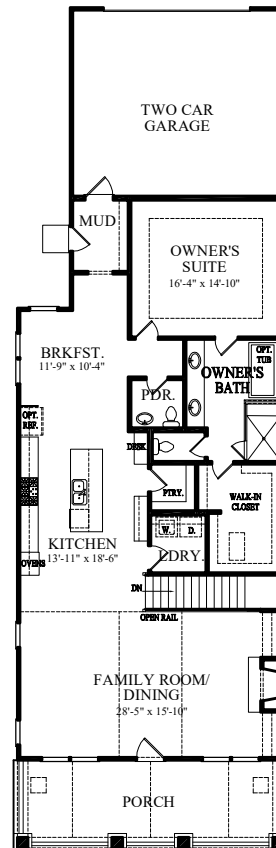 TWO CAR
GARAGE
MUD
OWNER'S
SUITE
16'-4" x 14'-10"
BRKFST.
11'-9" x 10'-4"
OPT.
TUB
OWNER'S
BATH
PDR.
OPT.
REF.
DESK
PTRY.
WALK-IN
CLOSET
KITCHEN
13'-11" x 18'-6"
W.
D.
LDRY.
OVENS
DN
OPEN RAIL
FAMILY ROOM/
DINING
28'-5" x 15'-10"
PORCH